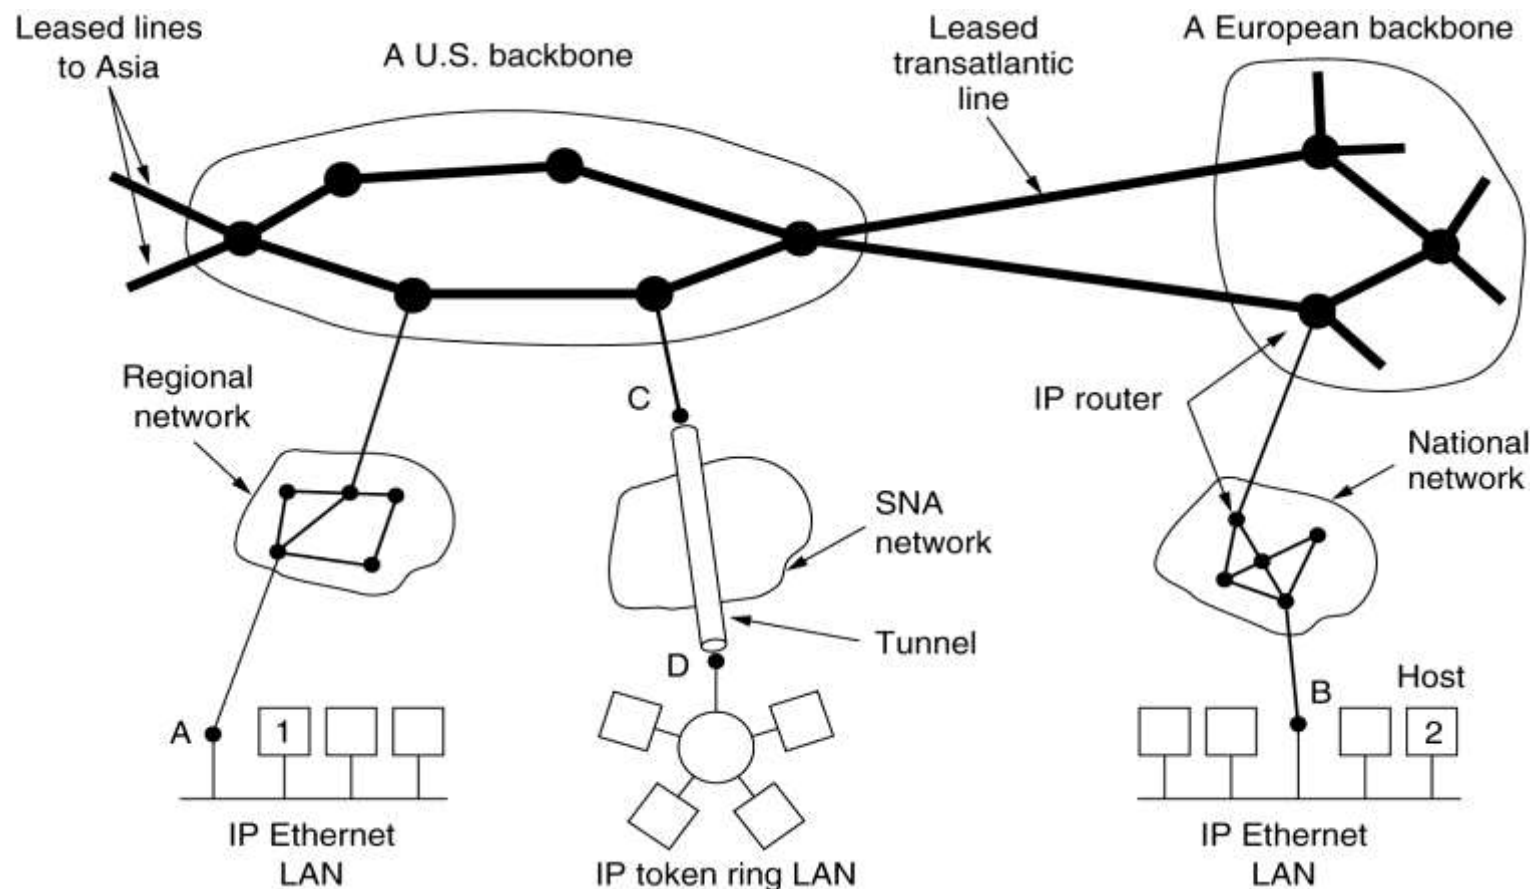 Leased lines
to Asia
A U.S. backbone
Leased
transatlantic
line
A European backbone
Regional
network
C
IP router
National
network
SNA
network
Tunnel
D
A
1
B
Host
2
IP Ethernet
LAN
IP token ring LAN
IP Ethernet
LAN